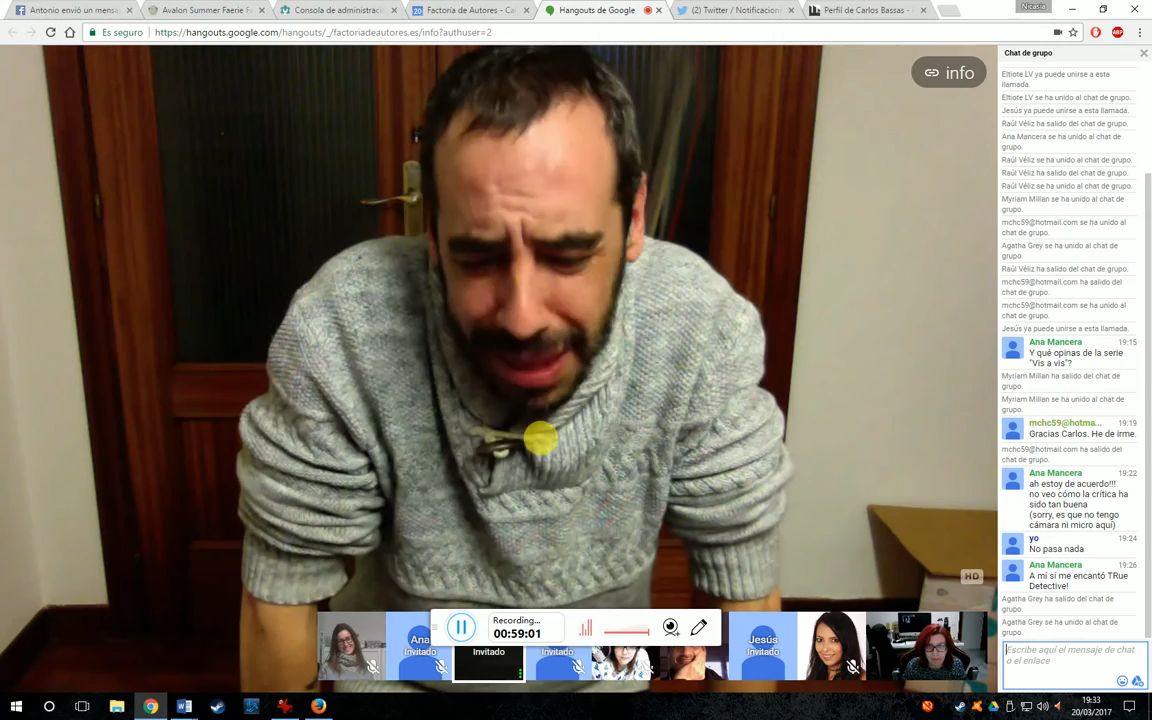 Antonio envió un mensa
Avalon Summer Faerie F
Consola de administraci
Factoría de Autores - Ca
Hangouts de Google
(2) Twitter / Notificacion
Perfil de Carlos Bassas - F
Nicasia
Es seguro
https://hangouts.google.com/hangouts/_/factoriadeautores.es/info?authuser=2
ABP
info
Chat de grupo
Eltiote LV ya puede unirse a esta
llamada.
Eltiote LV se ha unido al chat de grupo.
Jesús ya puede unirse a esta llamada.
Raúl Véliz ha salido del chat de grupo.
Ana Mancera se ha unido al chat de
grupo.
Raúl Véliz se ha unido al chat de grupo.
Raúl Véliz ha salido del chat de grupo.
Raúl Véliz se ha unido al chat de grupo.
Myriam Millan se ha unido al chat de
grupo.
mchc59@hotmail.com se ha unido al
chat de grupo.
Agatha Grey se ha unido al chat de
grupo.
Raúl Véliz ha salido del chat de grupo.
mchc59@hotmail.com ha salido del
chat de grupo.
mchc59@hotmail.com se ha unido al
chat de grupo.
Jesús ya puede unirse a esta llamada.
Ana Mancera 19:15
Y qué opinas de la serie
"Vis a vis"?
Myriam Millan ha salido del chat de
grupo.
Myriam Millan se ha unido al chat de
grupo.
mchc59@hotma... 19:19
Gracias Carlos. He de irme.
mchc59@hotmail.com ha salido del
chat de grupo.
Ana Mancera 19:22
ah estoy de acuerdo!!!
no veo cómo la crítica ha
sido tan buena
(sorry, es que no tengo
cámara ni micro aquí)
yo 19:24
No pasa nada
Ana Mancera 19:26
A mí sí me encantó TRue
Detective!
Agatha Grey ha salido del chat de
grupo.
Agatha Grey se ha unido al chat de
grupo.
Escribe aquí el mensaje de chat
o el enlace
HD
Recording...
00:59:01
Ana
Invitado
Invitado
Invitado
Jesús
Invitado
19:33
20/03/2017